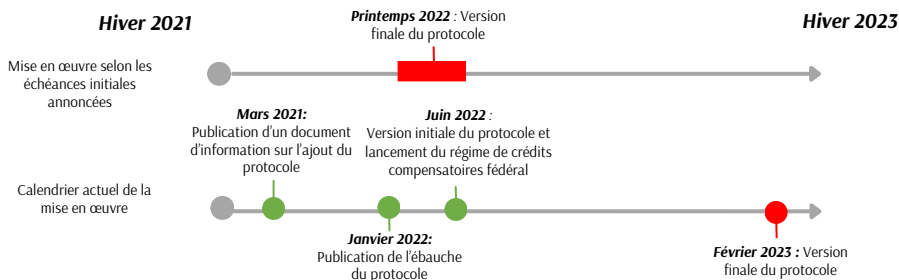 Hiver 2021
Hiver 2023
Printemps 2022 : Version
finale du protocole
Mise en œuvre selon les
échéances initiales
annoncées
Mars 2021:
Publication d'un document
d'information sur l'ajout du
protocole
Juin 2022 :
Version initiale du protocole et
lancement du régime de crédits
compensatoires fédéral
Calendrier actuel de la
mise en œuvre
Janvier 2022:
Publication de l'ébauche
du protocole
Février 2023 : Version
finale du protocole